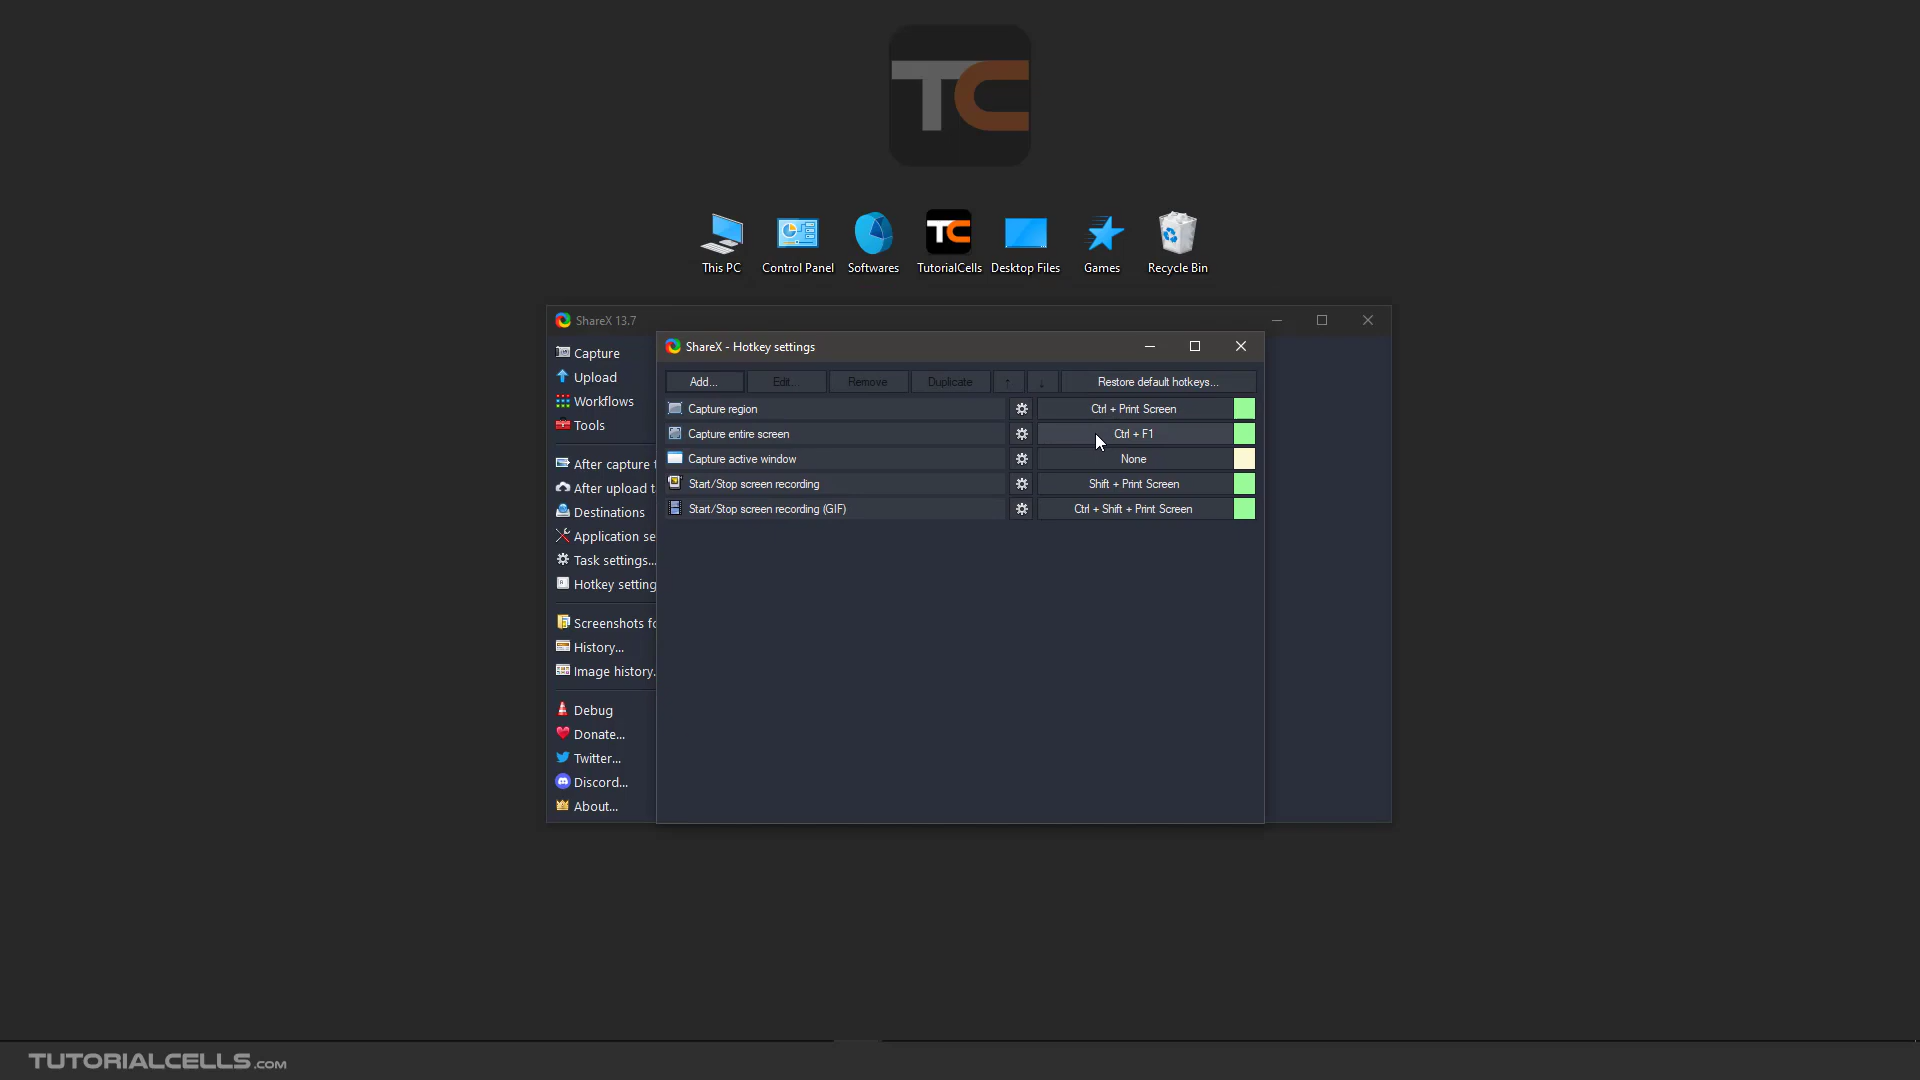 TC
This PC
Control Panel
Softwares
TC
TutorialCells
Desktop Files
Games
Recycle Bin
ShareX 13.7
Capture
Upload
Workflows
Tools
After capture t
After upload t
Destinations
Application se
Task settings...
Hotkey setting
Screenshots fo
History...
Image history.
Debug
Donate...
Twitter...
Discord...
About...
ShareX - Hotkey settings
Add...
Edit...
Remove
Duplicate
↑
↓
Restore default hotkeys...
Capture region
Ctrl + Print Screen
Capture entire screen
Ctrl + F1
Capture active window
None
Start/Stop screen recording
Shift + Print Screen
Start/Stop screen recording (GIF)
Ctrl + Shift + Print Screen
TUTORIALCELLS.COM